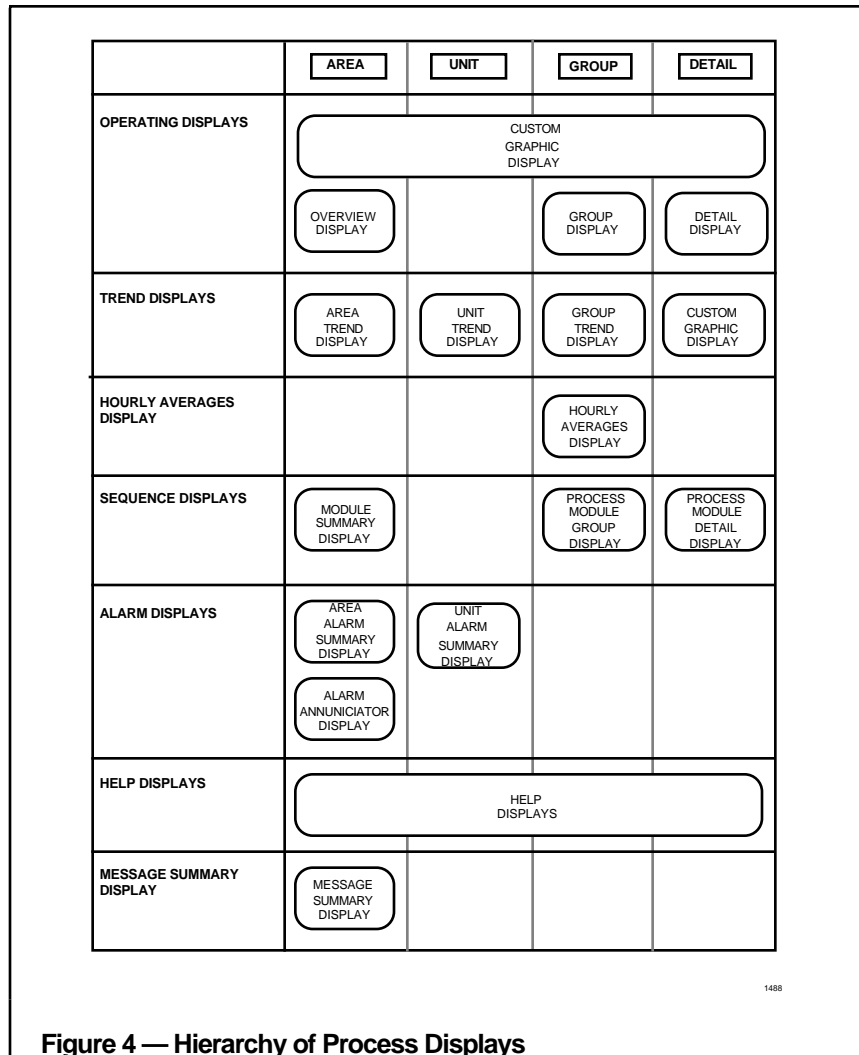 AREA UNIT GROUP DETAIL
OPERATING DISPLAYS
CUSTOM
GRAPHIC
DISPLAY
OVERVIEW
DISPLAY
GROUP
DISPLAY
DETAIL
DISPLAY
TREND DISPLAYS
AREA
TREND
DISPLAY
UNIT
TREND
DISPLAY
GROUP
TREND
DISPLAY
CUSTOM
GRAPHIC
DISPLAY
HOURLY AVERAGES
DISPLAY
HOURLY
AVERAGES
DISPLAY
SEQUENCE DISPLAYS
MODULE
SUMMARY
DISPLAY
PROCESS
MODULE
GROUP
DISPLAY
PROCESS
MODULE
DETAIL
DISPLAY
ALARM DISPLAYS
AREA
ALARM
SUMMARY
DISPLAY
UNIT
ALARM
SUMMARY
DISPLAY
ALARM
ANNUNICIATOR
DISPLAY
HELP DISPLAYS
HELP
DISPLAYS
MESSAGE SUMMARY
DISPLAY
MESSAGE
SUMMARY
DISPLAY
1488
Figure 4 — Hierarchy of Process Displays